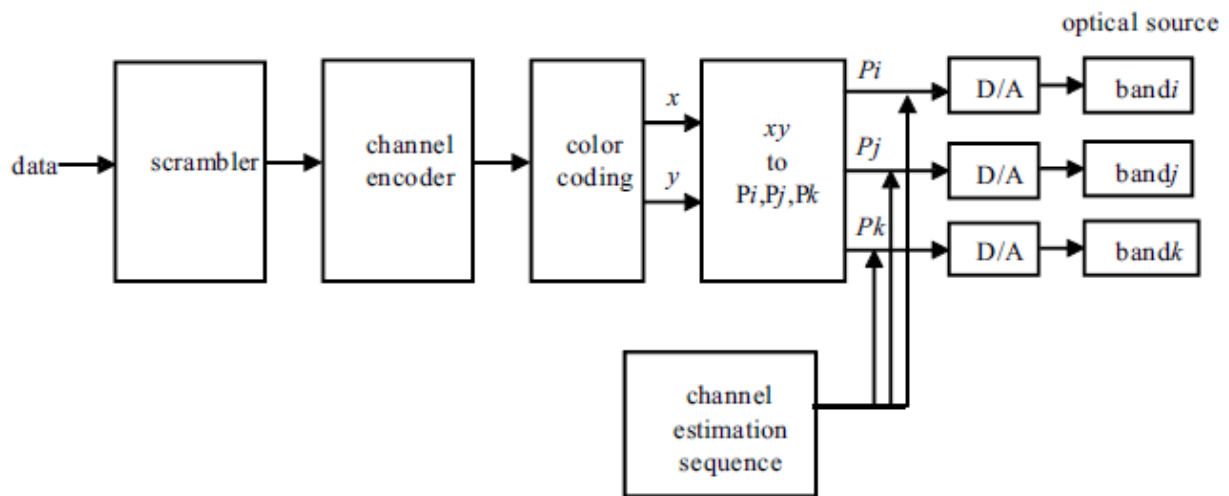 optical source
data
scrambler
channel
encoder
color
coding
x
y
xy
to
Pi,Pj,Pk
Pi
D/A
bandi
Pj
D/A
bandj
Pk
D/A
bandk
channel
estimation
sequence